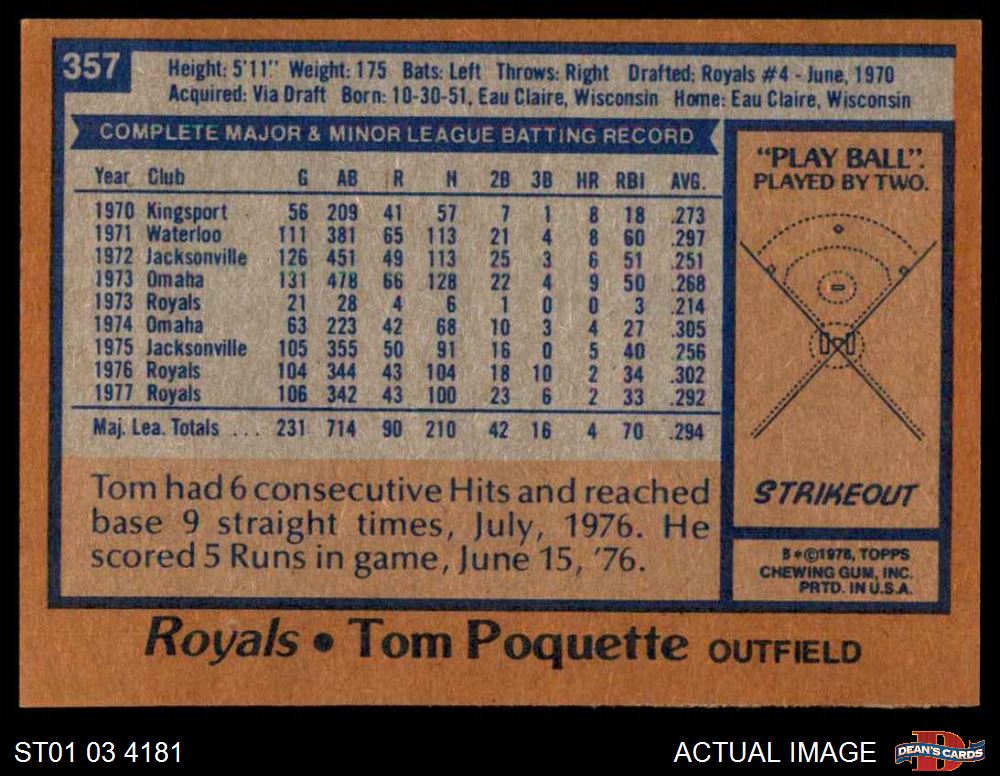 357
Height: 5'11" Weight: 175 Bats: Left Throws: Right Drafted: Royals #4 - June, 1970
Acquired: Via Draft Born: 10-30-51, Eau Claire, Wisconsin Home: Eau Claire, Wisconsin
COMPLETE MAJOR & MINOR LEAGUE BATTING RECORD
Year Club G AB R H 2B 3B HR RBI AVG.
1970 Kingsport 56 209 41 57 7 1 8 18 .273
1971 Waterloo 111 381 65 113 21 4 8 60 .297
1972 Jacksonville 126 451 49 113 25 3 6 51 .251
1973 Omaha 131 478 66 128 22 4 9 50 .268
1973 Royals 21 28 4 6 1 0 0 3 .214
1974 Omaha 63 223 42 68 10 3 4 27 .305
1975 Jacksonville 105 355 50 91 16 0 5 40 .256
1976 Royals 104 344 43 104 18 10 2 34 .302
1977 Royals 106 342 43 100 23 6 2 33 .292
Maj. Lea. Totals ... 231 714 90 210 42 16 4 70 .294
Tom had 6 consecutive Hits and reached
base 9 straight times, July, 1976. He
scored 5 Runs in game, June 15, '76.
"PLAY BALL".
PLAYED BY TWO.
STRIKEOUT
B*©1978, TOPPS
CHEWING GUM, INC.
PRTD. IN U.S.A.
Royals • Tom Poquette OUTFIELD
ST01 03 4181
ACTUAL IMAGE
D
DEAN'S CARDS